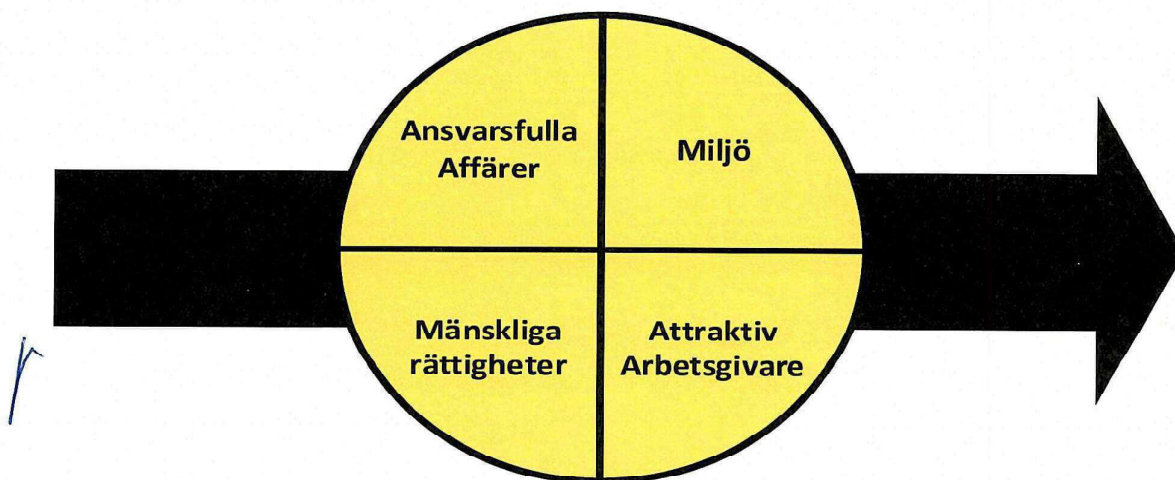 Ansvarsfulla
Affärer
Miljö
Mänskliga
rättigheter
Attraktiv
Arbetsgivare